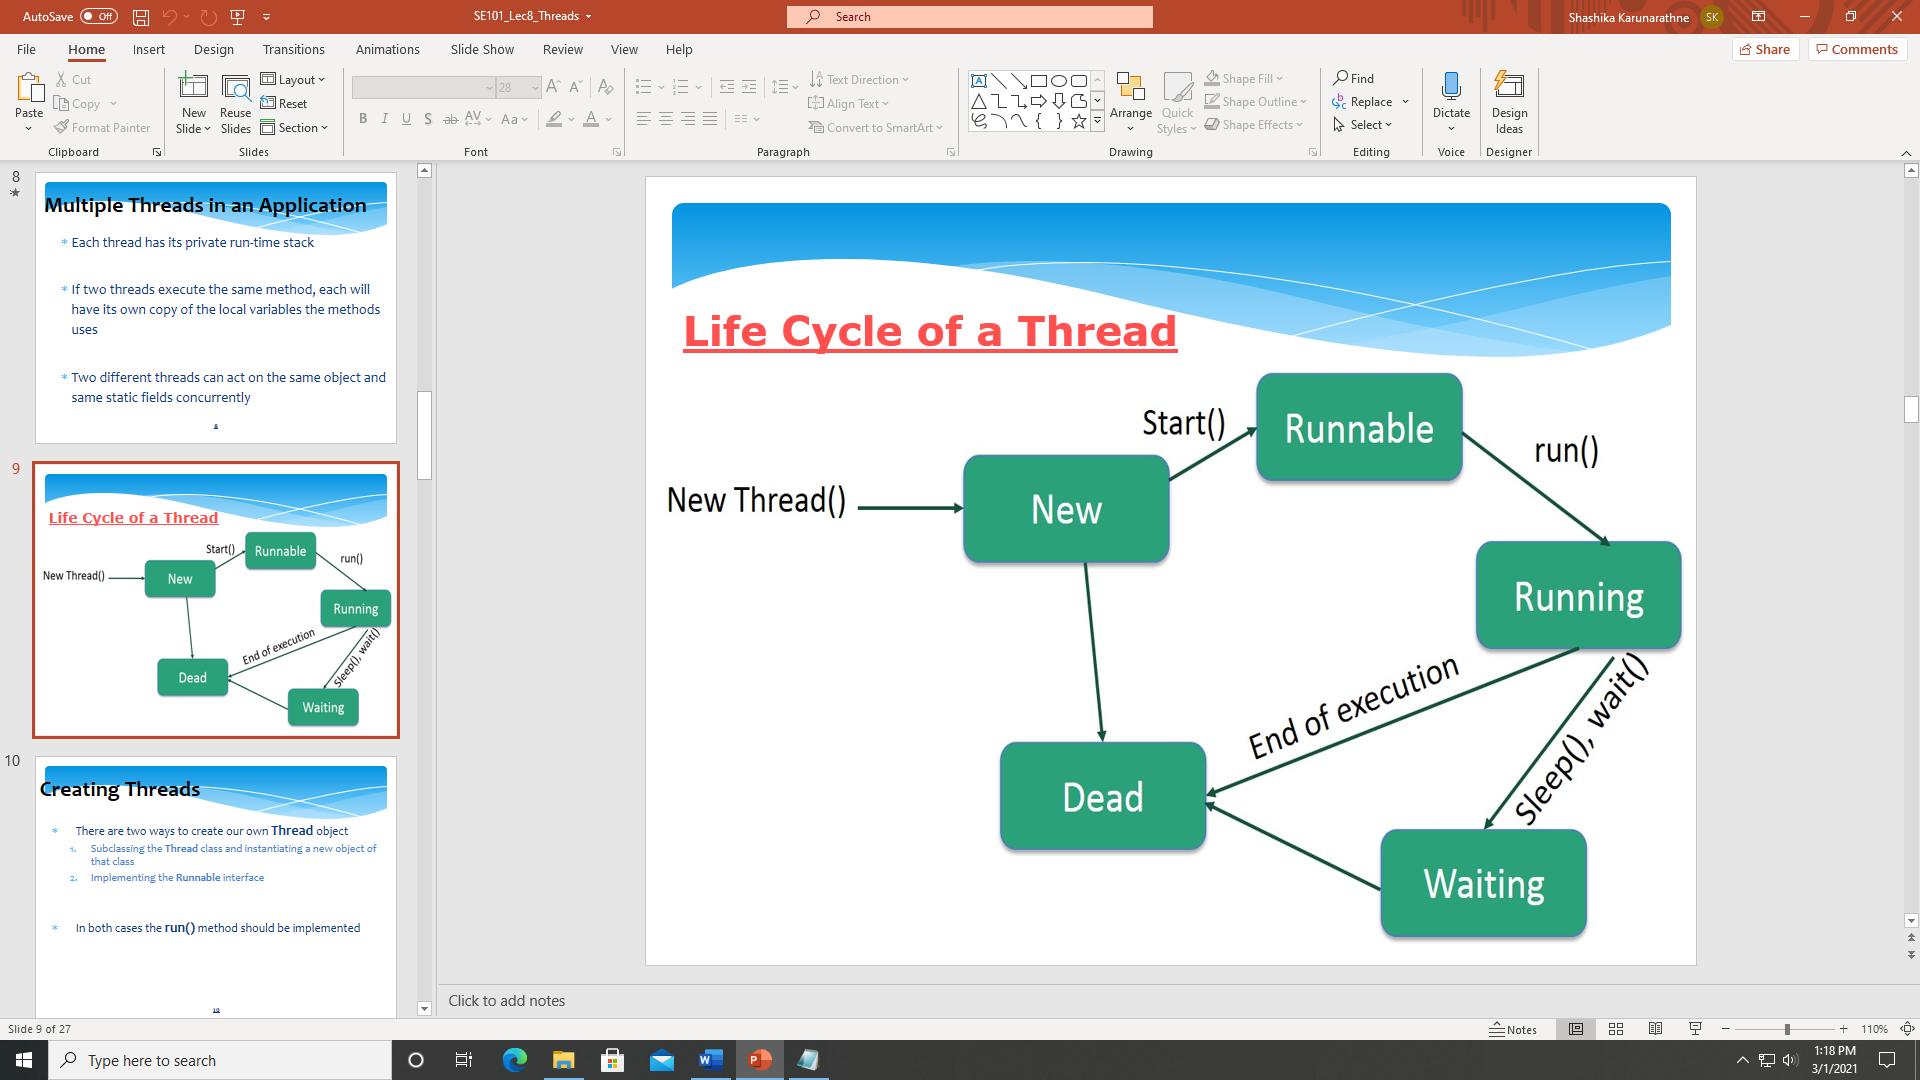 AutoSave Off SE101_Lec8_Threads Search Shashika Karunarathne SK
File Home Insert Design Transitions Animations Slide Show Review View Help Share Comments
Paste
Cut
Copy
Format Painter
Clipboard
New Slide
Reuse Slides
Layout
Reset
Section
Slides
28
B I U S ab AV Aa A
Font
Text Direction
Align Text
Convert to SmartArt
Paragraph
Arrange
Quick Styles
Shape Fill
Shape Outline
Shape Effects
Drawing
Find
Replace
Select
Editing
Dictate
Voice
Design Ideas
Designer
8
Multiple Threads in an Application
* Each thread has its private run-time stack
* If two threads execute the same method, each will
have its own copy of the local variables the methods
uses
* Two different threads can act on the same object and
same static fields concurrently
8
9
Life Cycle of a Thread
Start()
Runnable
run()
New Thread()
New
Running
End of execution
Sleep(), wait()
Dead
Waiting
10
Creating Threads
* There are two ways to create our own Thread object
1. Subclassing the Thread class and instantiating a new object of
that class
2. Implementing the Runnable interface
* In both cases the run() method should be implemented
10
Life Cycle of a Thread
Start()
Runnable
run()
New Thread()
New
Running
End of execution
Sleep(), wait()
Dead
Waiting
Click to add notes
Slide 9 of 27 Notes 110%
Type here to search
1:18 PM
3/1/2021